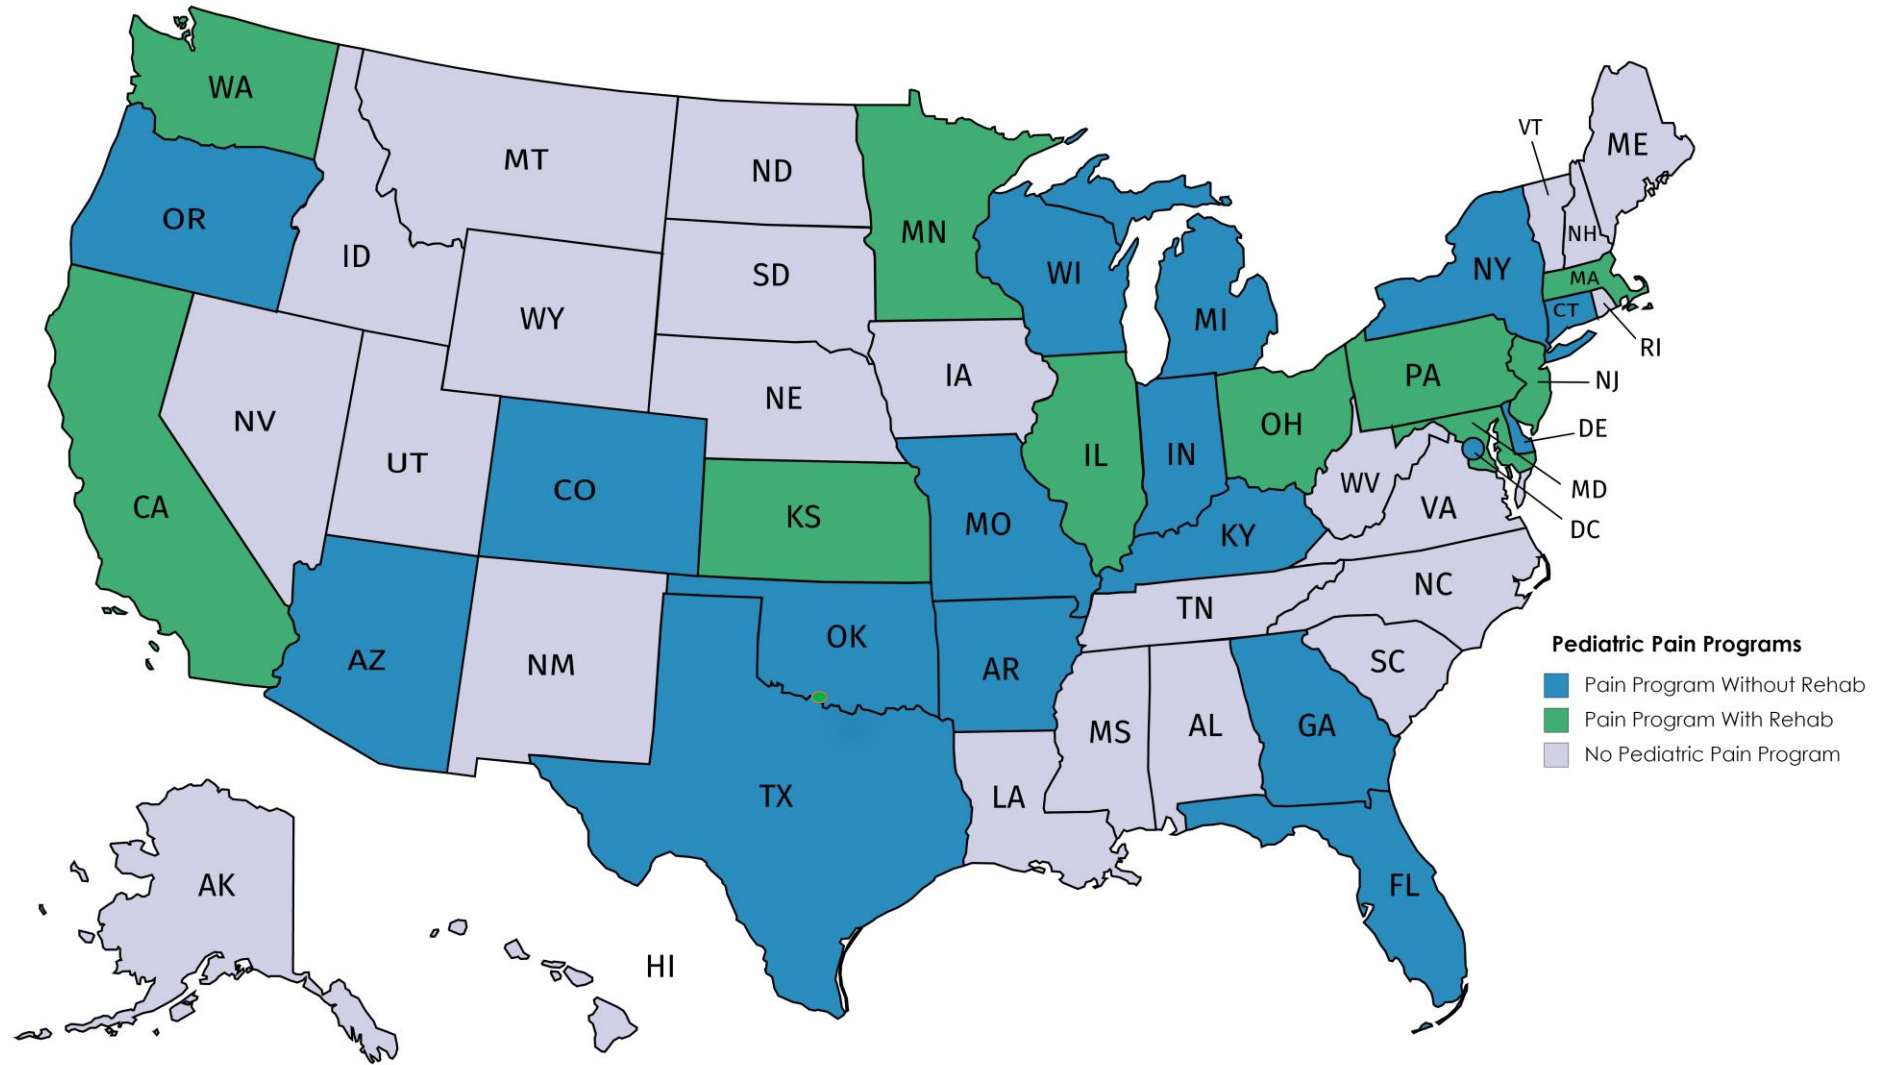 WA
MT
ND
MN
VT
ME
OR
ID
SD
WI
NH
NY
MA
WY
MI
CT
RI
IA
PA
NJ
NE
NV
OH
DE
UT
IL
IN
CO
WV
MD
CA
KS
MO
VA
DC
KY
NC
TN
OK
AZ
NM
AR
SC
Pediatric Pain Programs
Pain Program Without Rehab
Pain Program With Rehab
No Pediatric Pain Program
MS
AL
GA
TX
LA
AK
FL
HI